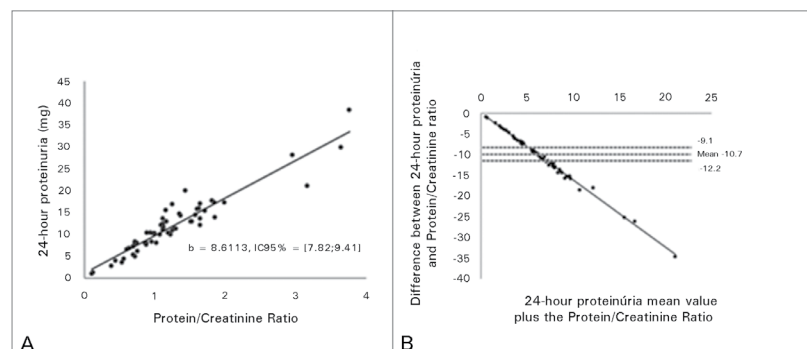 45
40
35
30
25
20
15
10
5
0
24-hour proteinuria (mg)
b = 8.6113, IC95% = [7.82;9.41]
0 1 2 3 4
Protein/Creatinine Ratio
A
0 5 10 15 20 25
0
-5
-10
-15
-20
-25
-30
-35
-40
Difference between 24-hour proteinúria
and Protein/Creatinine ratio
-9.1
Mean -10.7
-12.2
24-hour proteinúria mean value
plus the Protein/Creatinine Ratio
B